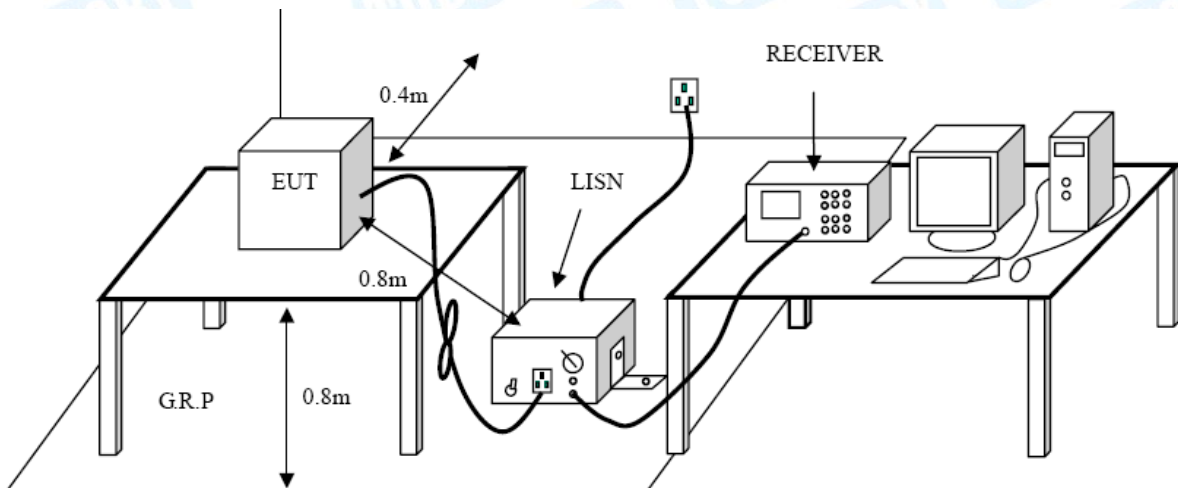 RECEIVER
0.4m
EUT
LISN
0.8m
G.R.P
0.8m